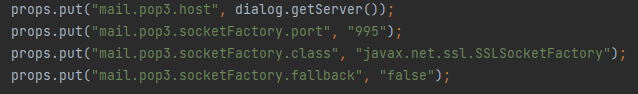 props.put("mail.pop3.host", dialog.getServer());
props.put("mail.pop3.socketFactory.port", "995");
props.put("mail.pop3.socketFactory.class", "javax.net.ssl.SSLSocketFactory");
props.put("mail.pop3.socketFactory.fallback", "false");